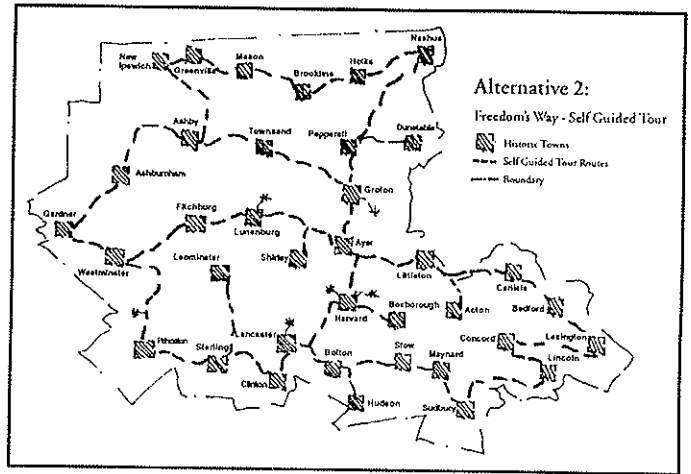 Nashua
New
Ipswich
Greenville
Mason
Brookline
Hollis
Alternative 2:
Freedom's Way - Self Guided Tour
Historic Towns
Self Guided Tour Routes
Boundary
Ashby
Townsend
Pepperell
Dunstable
Ashburnham
Groton
Gardner
Fitchburg
Lunenburg
Ayer
Westminster
Leominster
Shirley
Littleton
Carlisle
Harvard
Boxborough
Acton
Bedford
Lancaster
Concord
Lexington
Princeton
Sterling
Bolton
Stow
Maynard
Lincoln
Clinton
Hudson
Sudbury